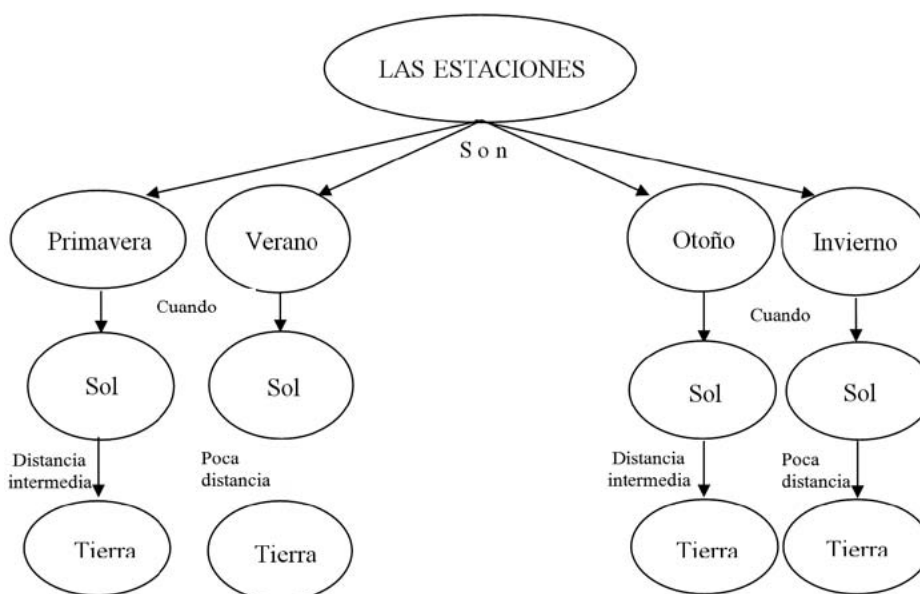 LAS ESTACIONES
S o n
Primavera
Verano
Otoño
Invierno
Cuando
Cuando
Sol
Sol
Sol
Sol
Distancia
intermedia
Poca
distancia
Distancia
intermedia
Poca
distancia
Tierra
Tierra
Tierra
Tierra